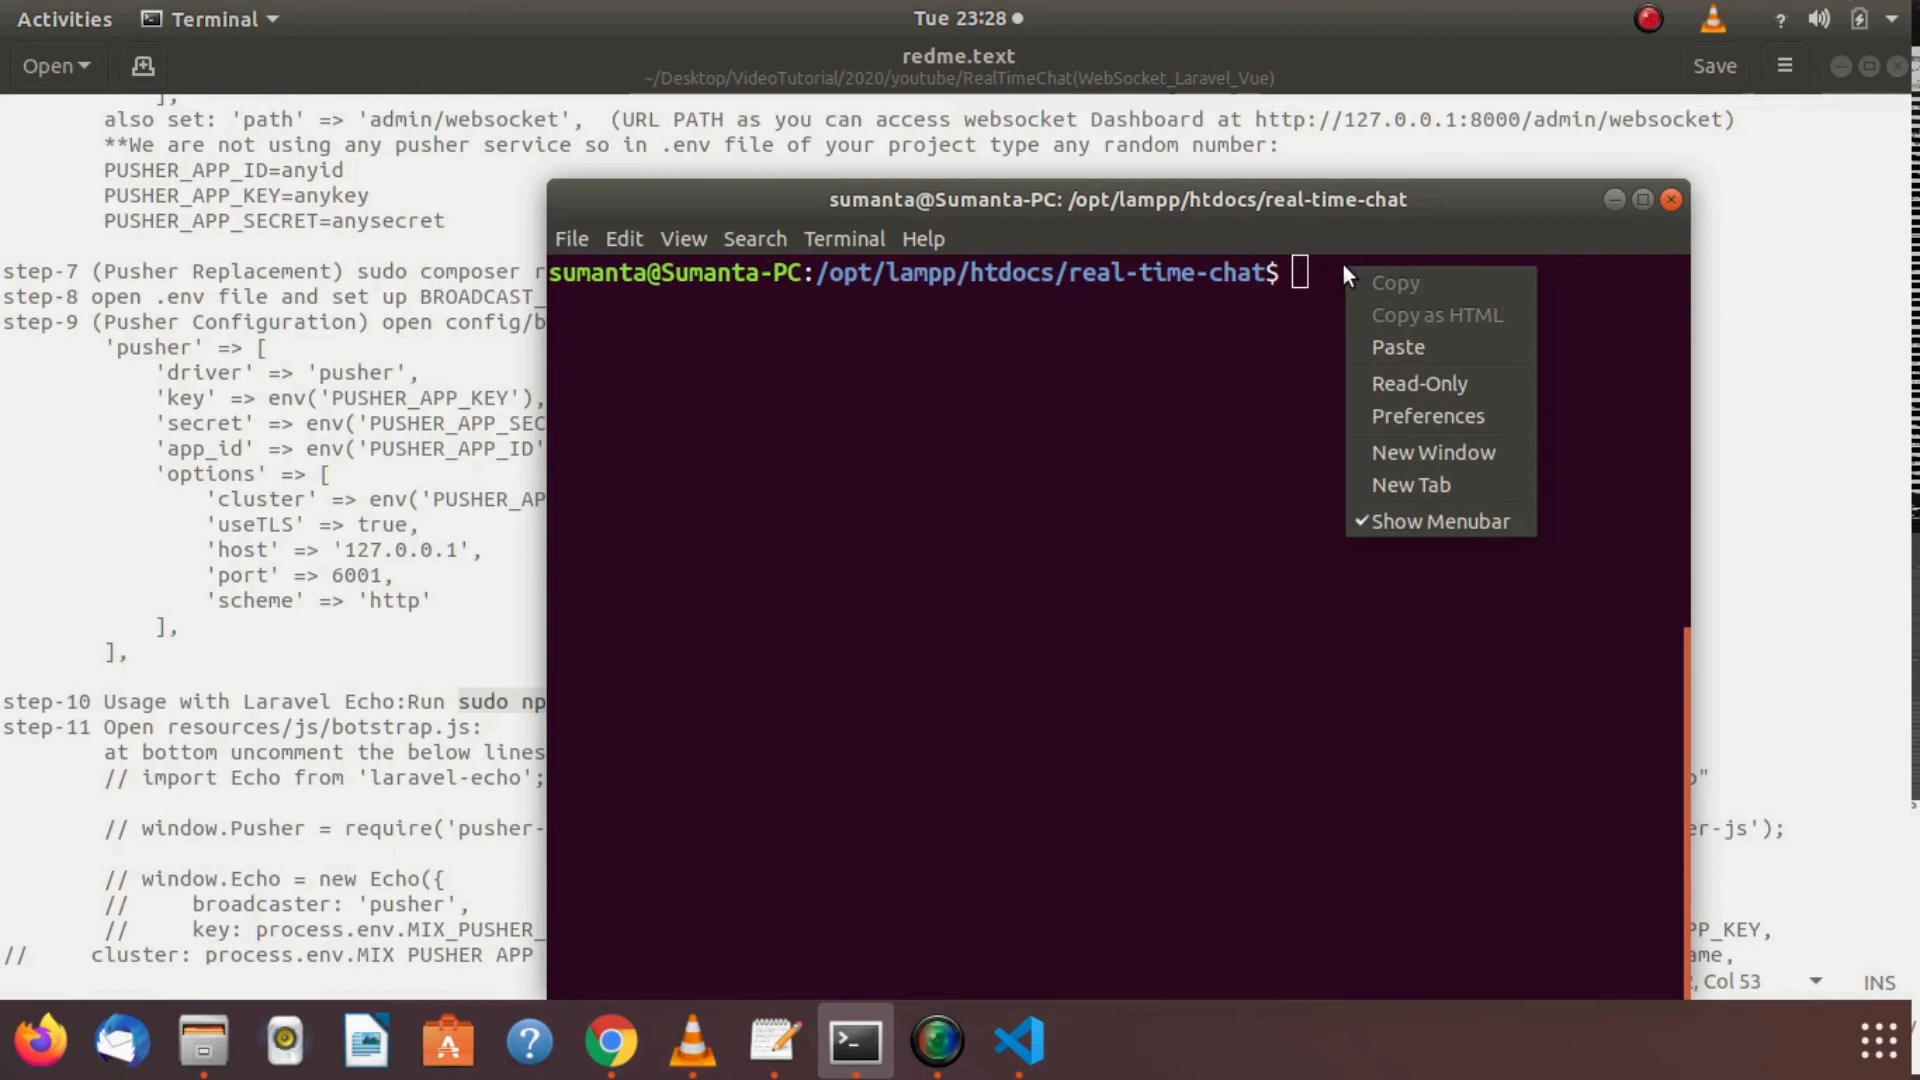 Activities
Terminal
Tue 23:28
?
Open
redme.text
~/Desktop/VideoTutorial/2020/youtube/RealTimeChat(WebSocket_Laravel_Vue)
Save
],
also set: 'path' => 'admin/websocket',  (URL PATH as you can access websocket Dashboard at http://127.0.0.1:8000/admin/websocket)
**We are not using any pusher service so in .env file of your project type any random number:
PUSHER_APP_ID=anyid
PUSHER_APP_KEY=anykey
PUSHER_APP_SECRET=anysecret
step-7 (Pusher Replacement) sudo composer r
step-8 open .env file and set up BROADCAST_
step-9 (Pusher Configuration) open config/b
'pusher' => [
'driver' => 'pusher',
'key' => env('PUSHER_APP_KEY'),
'secret' => env('PUSHER_APP_SEC
'app_id' => env('PUSHER_APP_ID'
'options' => [
'cluster' => env('PUSHER_AP
'useTLS' => true,
'host' => '127.0.0.1',
'port' => 6001,
'scheme' => 'http'
],
],
step-10 Usage with Laravel Echo:Run sudo np
step-11 Open resources/js/botstrap.js:
at bottom uncomment the below lines
// import Echo from 'laravel-echo';
o"
// window.Pusher = require('pusher-
er-js');
// window.Echo = new Echo({
//     broadcaster: 'pusher',
//     key: process.env.MIX_PUSHER_
PP_KEY,
//     cluster: process.env.MIX PUSHER APP
ame,
, Col 53
INS
sumanta@Sumanta-PC: /opt/lampp/htdocs/real-time-chat
File Edit View Search Terminal Help
sumanta@Sumanta-PC:/opt/lampp/htdocs/real-time-chat$
Copy
Copy as HTML
Paste
Read-Only
Preferences
New Window
New Tab
Show Menubar